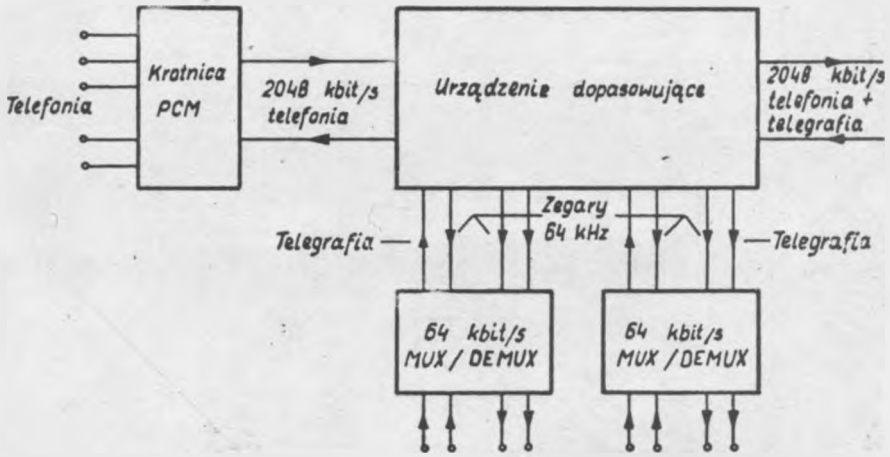 Telefonia
Krotnica
PCM
2048 kbit/s
telefonia
Urządzenie dopasowujące
2048 kbit/s
telefonia +
telegrafia
Telegrafia
Zegary
64 kHz
Telegrafia
64 kbit/s
MUX / DEMUX
64 kbit/s
MUX / DEMUX